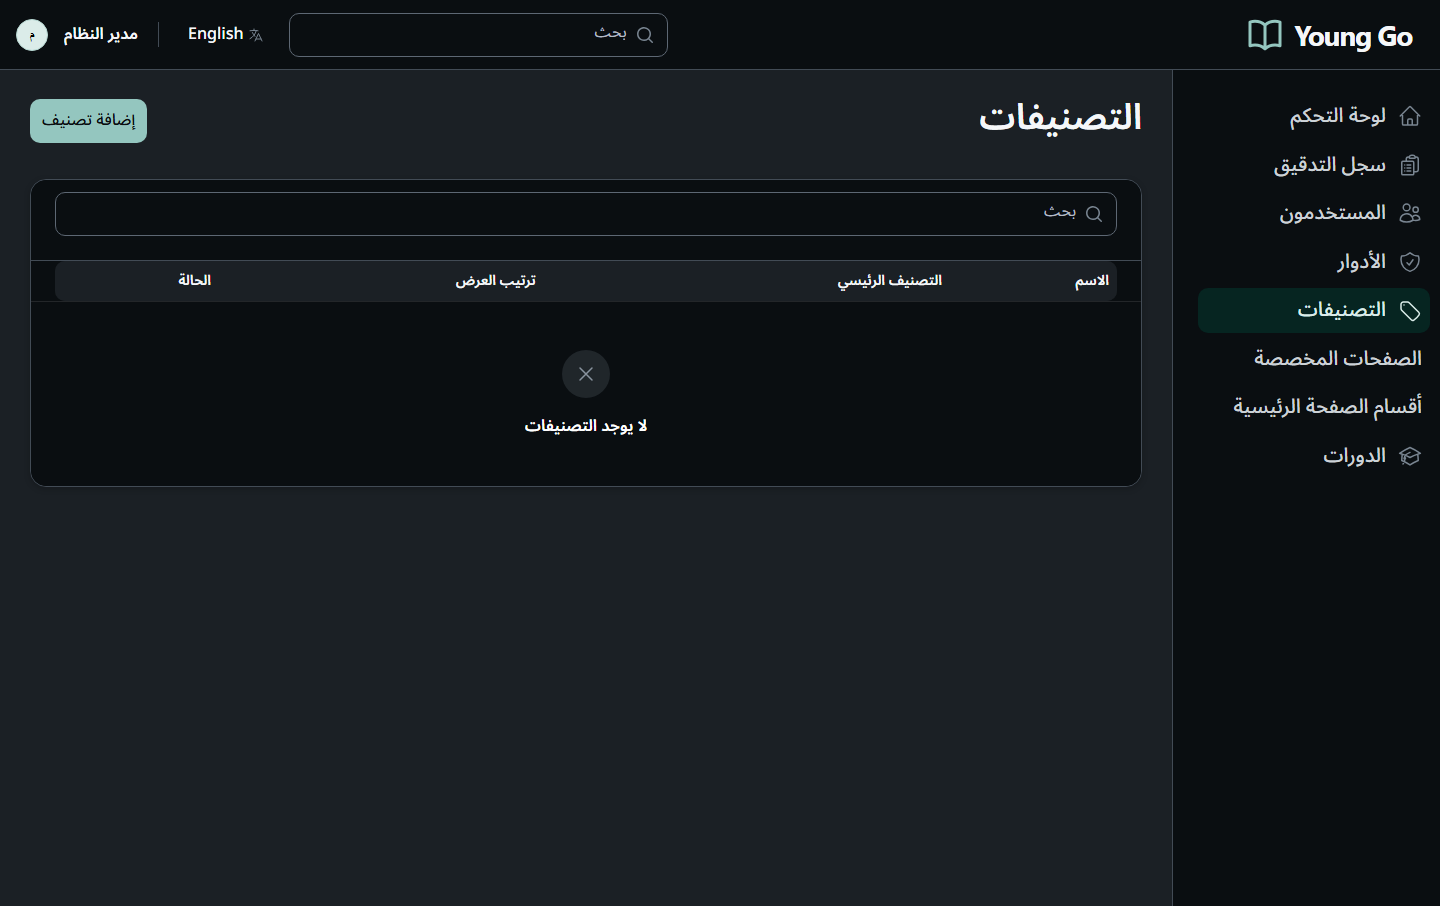 Young Go
بحث
English
مدير النظام
م
لوحة التحكم
سجل التدقيق
المستخدمون
الأدوار
التصنيفات
الصفحات المخصصة
أقسام الصفحة الرئيسية
الدورات
التصنيفات
إضافة تصنيف
بحث
الاسم التصنيف الرئيسي ترتيب العرض الحالة
لا يوجد التصنيفات